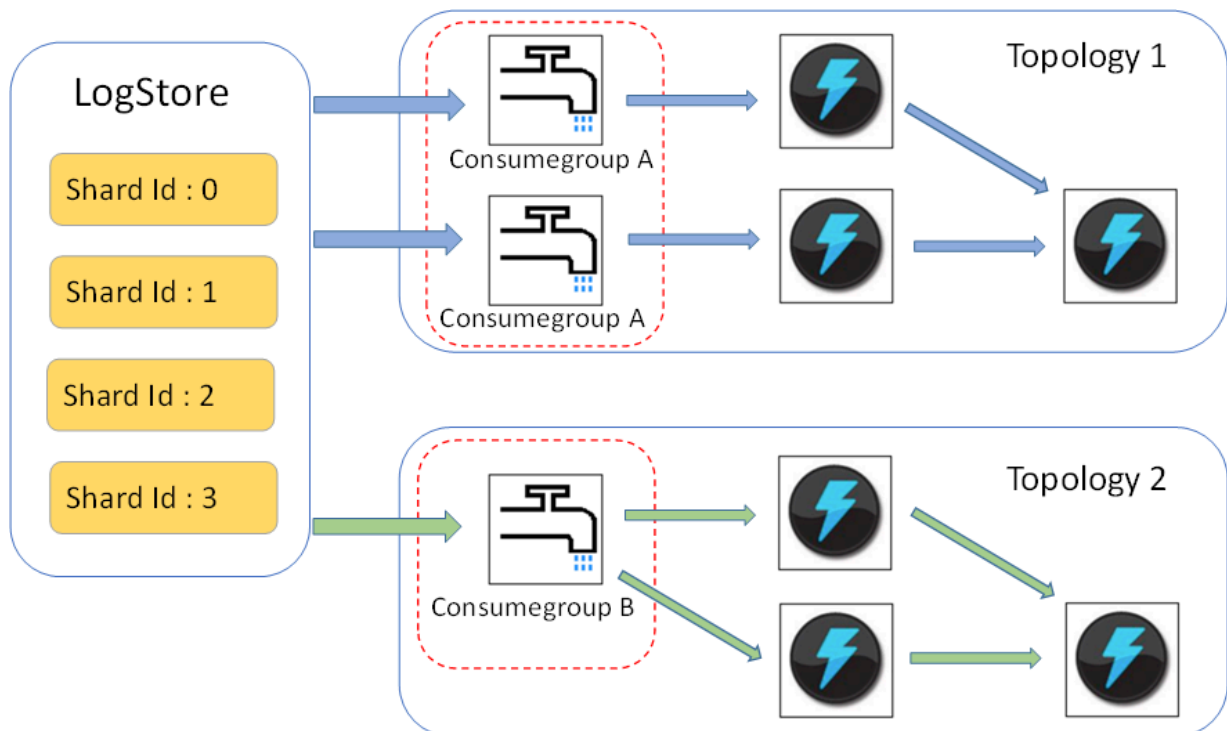 LogStore
Shard Id : 0
Shard Id : 1
Shard Id : 2
Shard Id : 3
Topology 1
Consumegroup A
Consumegroup A
Topology 2
Consumegroup B